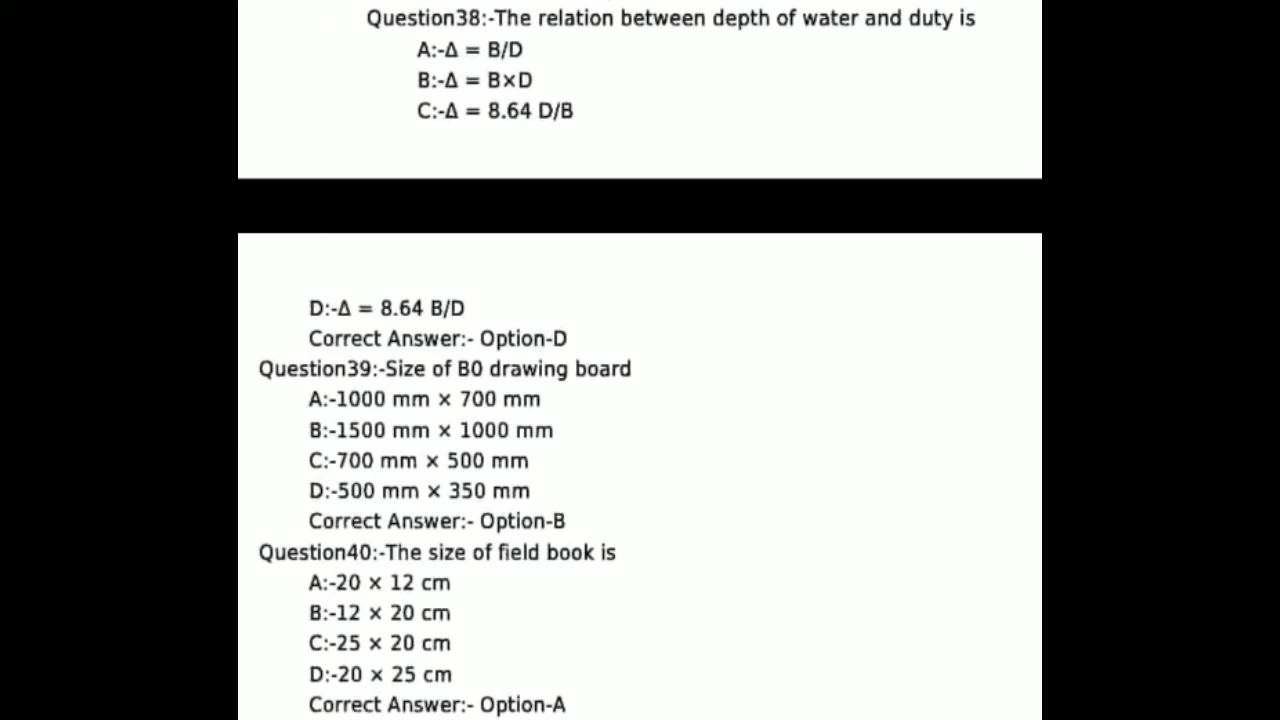 Question38:-The relation between depth of water and duty is
A:-Δ = B/D
B:-Δ = B×D
C:-Δ = 8.64 D/B
D:-Δ = 8.64 B/D
Correct Answer:- Option-D
Question39:-Size of B0 drawing board
A:-1000 mm × 700 mm
B:-1500 mm × 1000 mm
C:-700 mm × 500 mm
D:-500 mm × 350 mm
Correct Answer:- Option-B
Question40:-The size of field book is
A:-20 × 12 cm
B:-12 × 20 cm
C:-25 × 20 cm
D:-20 × 25 cm
Correct Answer:- Option-A